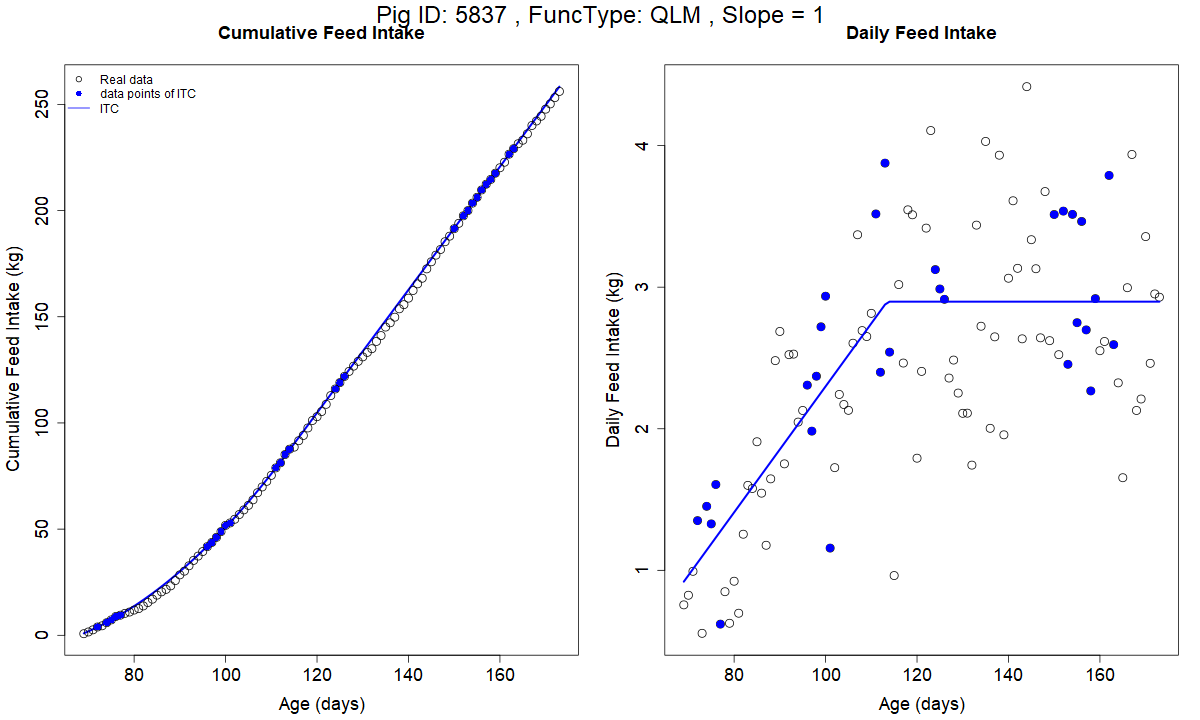 Pig ID: 5837 , FuncType: QLM , Slope = 1
Cumulative Feed Intake
Daily Feed Intake
Real data
data points of ITC
ITC
Cumulative Feed Intake (kg)
0
50
100
150
200
250
80
100
120
140
160
Age (days)
Daily Feed Intake (kg)
1
2
3
4
80
100
120
140
160
Age (days)